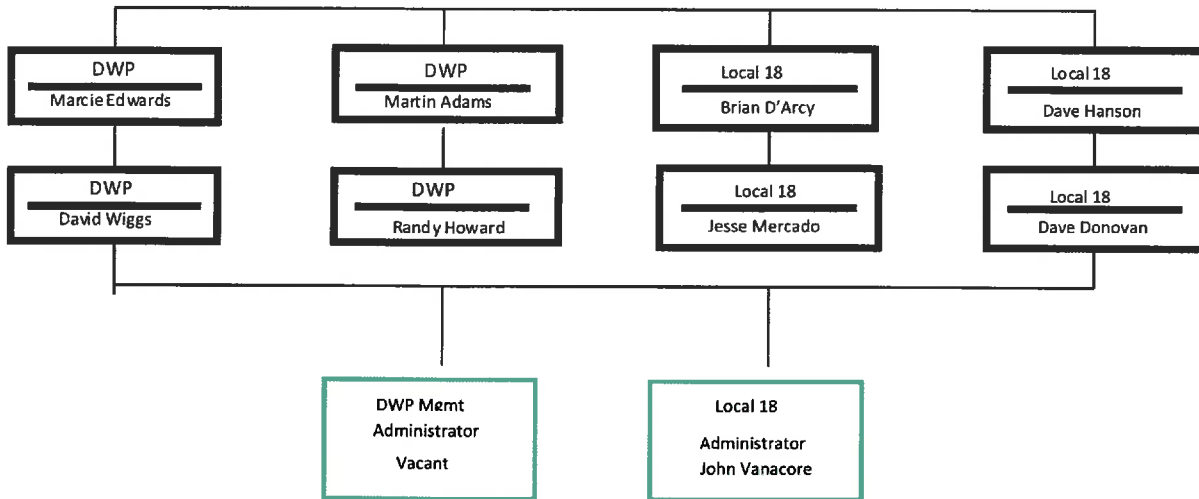 DWP
Marcie Edwards
DWP
Martin Adams
Local 18
Brian D'Arcy
Local 18
Dave Hanson
DWP
David Wiggs
DWP
Randy Howard
Local 18
Jesse Mercado
Local 18
Dave Donovan
DWP Mgmt
Administrator
Vacant
Local 18
Administrator
John Vanacore